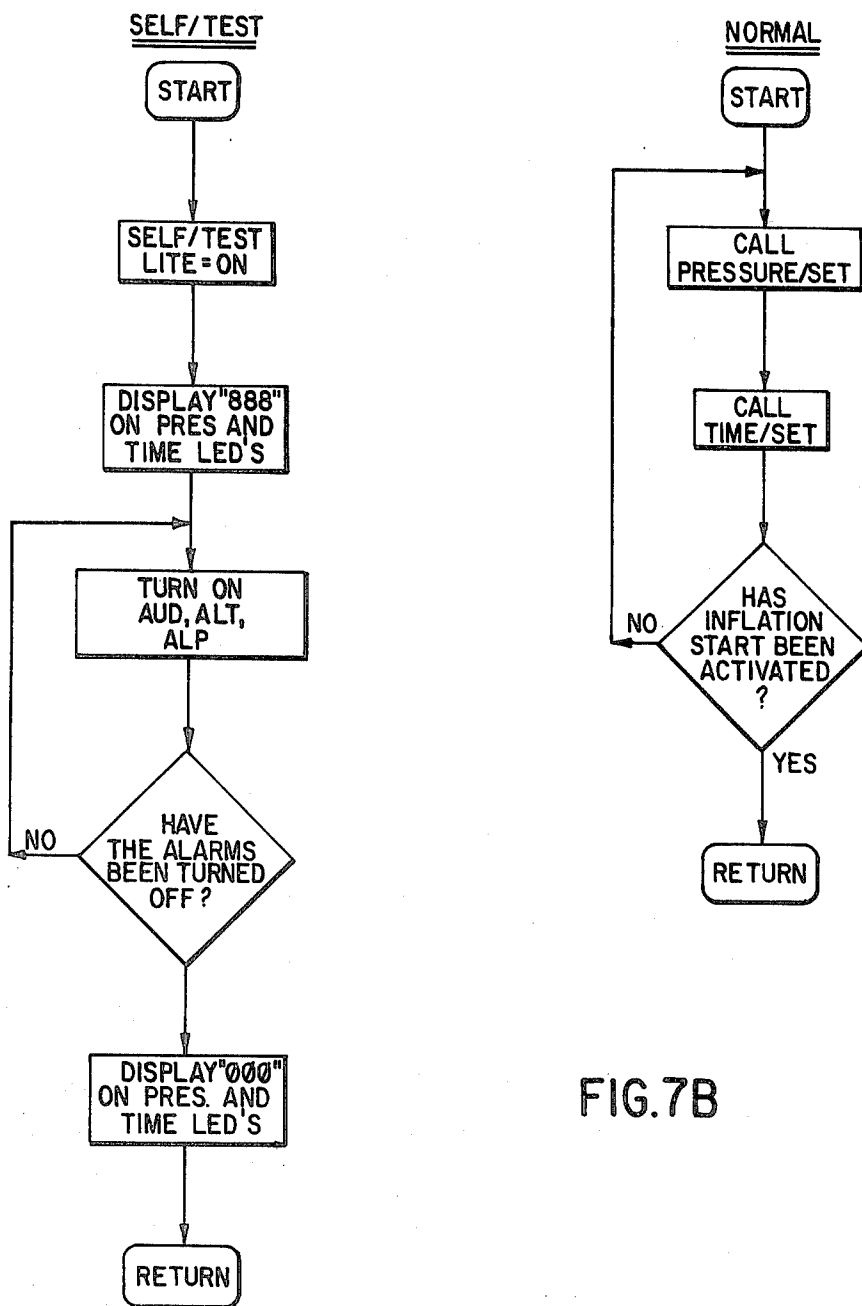 SELF/TEST
START
SELF/TEST
LITE=ON
DISPLAY "888"
ON PRES AND
TIME LED'S
TURN ON
AUD, ALT,
ALP
NO
HAVE
THE ALARMS
BEEN TURNED
OFF?
DISPLAY "ØØØ"
ON PRES. AND
TIME LED'S
RETURN
NORMAL
START
CALL
PRESSURE/SET
CALL
TIME/SET
NO
HAS
INFLATION
START BEEN
ACTIVATED
?
YES
RETURN
FIG.7B